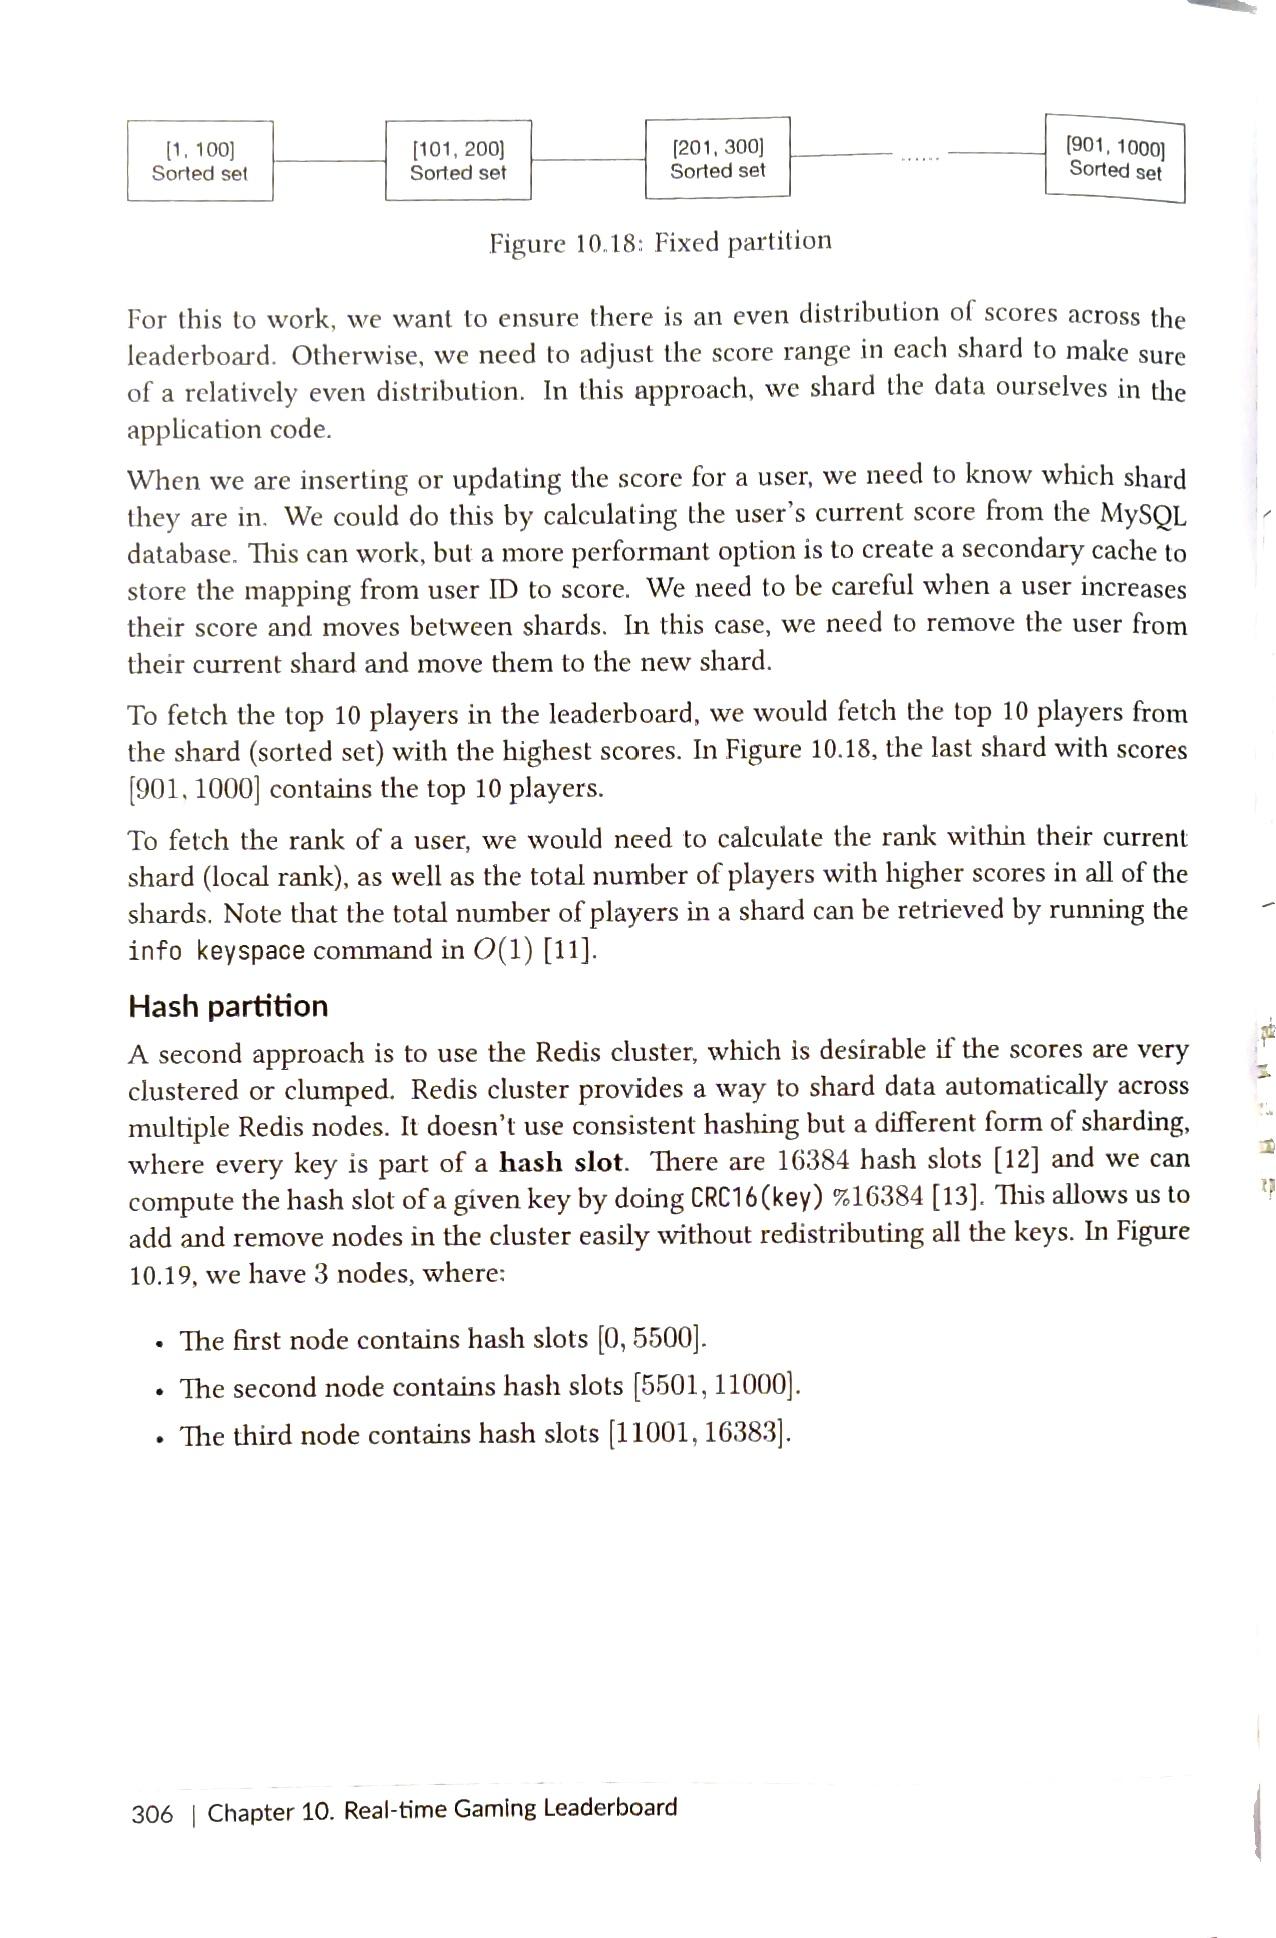 [1, 100]
Sorted set
[101, 200]
Sorted set
[201, 300]
Sorted set
......
[901, 1000]
Sorted set
Figure 10.18: Fixed partition
For this to work, we want to ensure there is an even distribution of scores across the
leaderboard. Otherwise, we need to adjust the score range in each shard to make sure
of a relatively even distribution. In this approach, we shard the data ourselves in the
application code.
When we are inserting or updating the score for a user, we need to know which shard
they are in. We could do this by calculating the user's current score from the MySQL
database. This can work, but a more performant option is to create a secondary cache to
store the mapping from user ID to score. We need to be careful when a user increases
their score and moves between shards. In this case, we need to remove the user from
their current shard and move them to the new shard.
To fetch the top 10 players in the leaderboard, we would fetch the top 10 players from
the shard (sorted set) with the highest scores. In Figure 10.18, the last shard with scores
[901, 1000] contains the top 10 players.
To fetch the rank of a user, we would need to calculate the rank within their current
shard (local rank), as well as the total number of players with higher scores in all of the
shards. Note that the total number of players in a shard can be retrieved by running the
info keyspace command in O(1) [11].
Hash partition
A second approach is to use the Redis cluster, which is desirable if the scores are very
clustered or clumped. Redis cluster provides a way to shard data automatically across
multiple Redis nodes. It doesn't use consistent hashing but a different form of sharding,
where every key is part of a hash slot. There are 16384 hash slots [12] and we can
compute the hash slot of a given key by doing CRC16(key) %16384 [13]. This allows us to
add and remove nodes in the cluster easily without redistributing all the keys. In Figure
10.19, we have 3 nodes, where:
• The first node contains hash slots [0, 5500].
• The second node contains hash slots [5501, 11000].
• The third node contains hash slots [11001, 16383].
306 | Chapter 10. Real-time Gaming Leaderboard